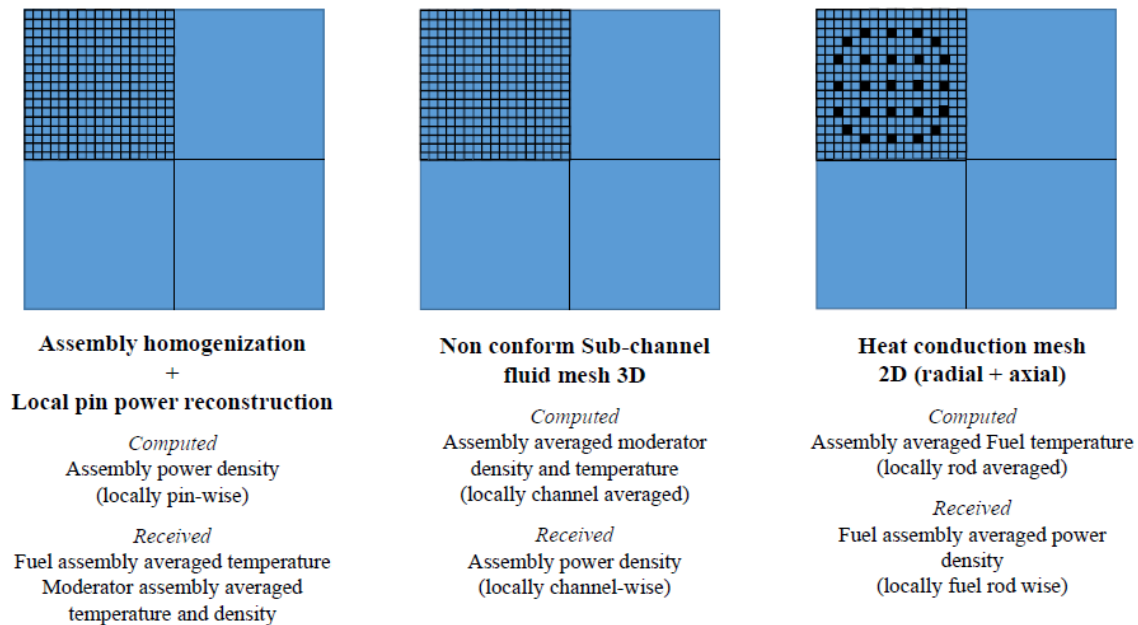 Assembly homogenization
+
Local pin power reconstruction
Computed
Assembly power density
(locally pin-wise)
Received
Fuel assembly averaged temperature
Moderator assembly averaged
temperature and density
Non conform Sub-channel
fluid mesh 3D
Computed
Assembly averaged moderator
density and temperature
(locally channel averaged)
Received
Assembly power density
(locally channel-wise)
Heat conduction mesh
2D (radial + axial)
Computed
Assembly averaged Fuel temperature
(locally rod averaged)
Received
Fuel assembly averaged power
density
(locally fuel rod wise)